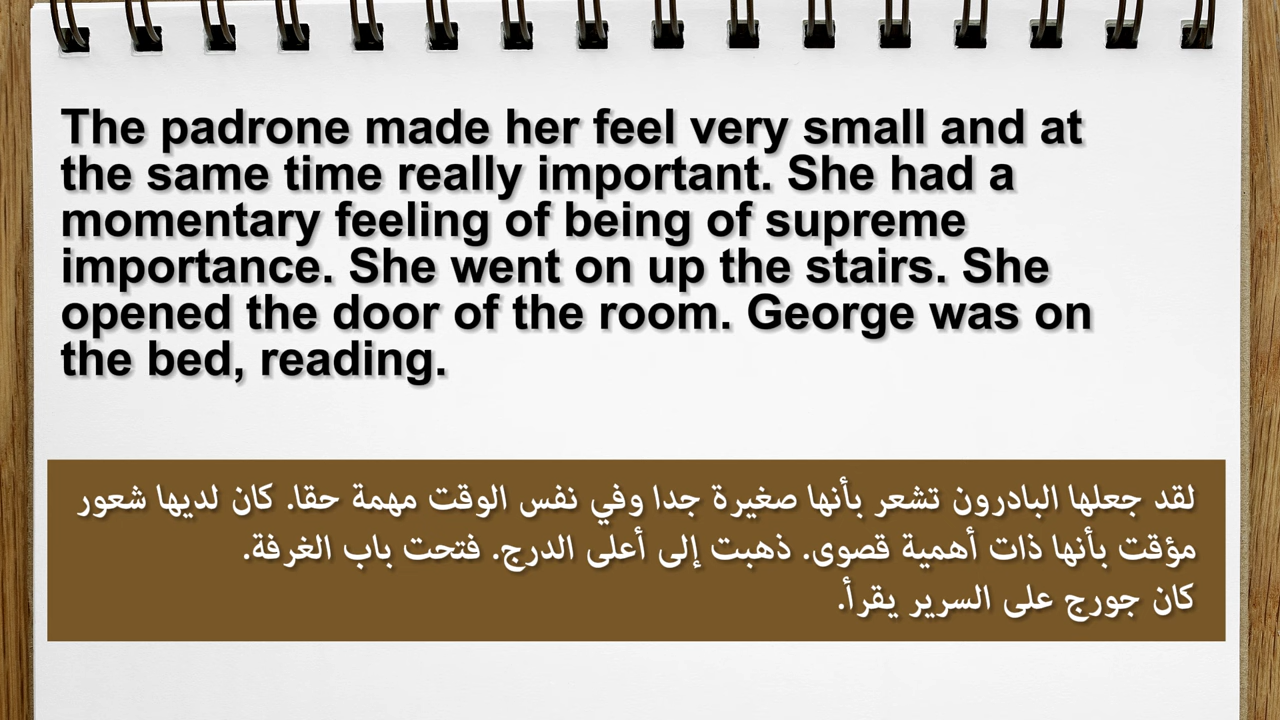 The padrone made her feel very small and at
the same time really important. She had a
momentary feeling of being of supreme
importance. She went on up the stairs. She
opened the door of the room. George was on
the bed, reading.
لقد جعلها البادرون تشعر بأنها صغيرة جدا وفي نفس الوقت مهمة حقا. كان لديها شعور
مؤقت بأنها ذات أهمية قصوى. ذهبت إلى أعلى الدرج. فتحت باب الغرفة.
كان جورج على السرير يقرأ.